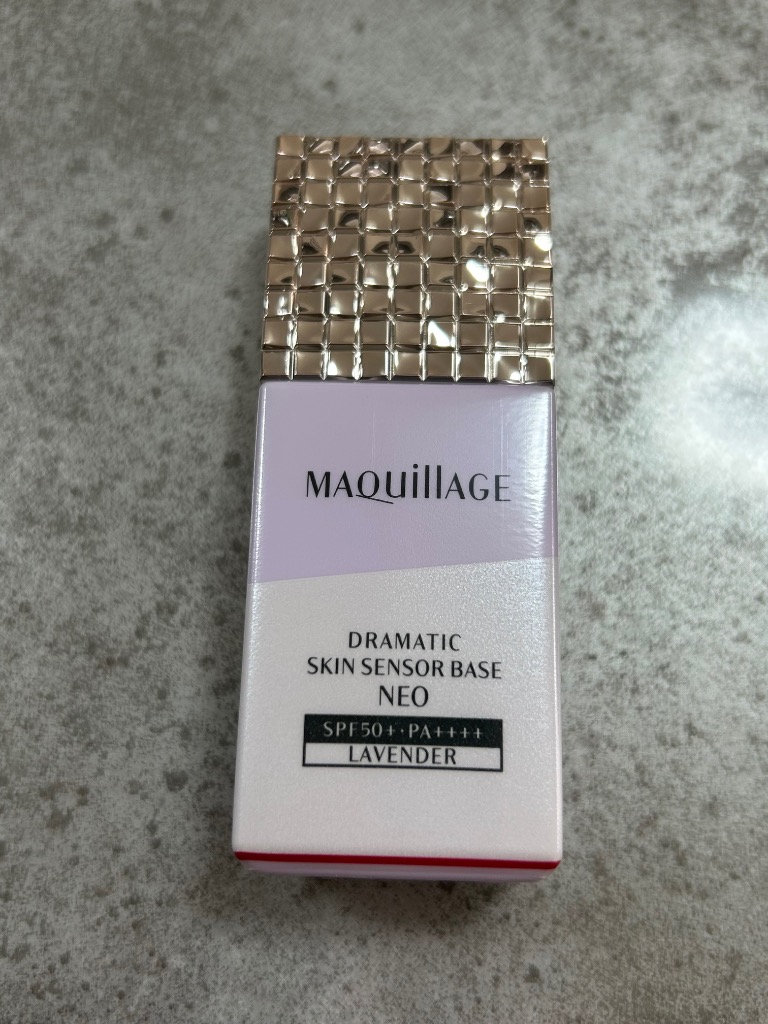 MAQuillAGE
DRAMATIC
SKIN SENSOR BASE
NEO
SPF50+·PA++++
LAVENDER